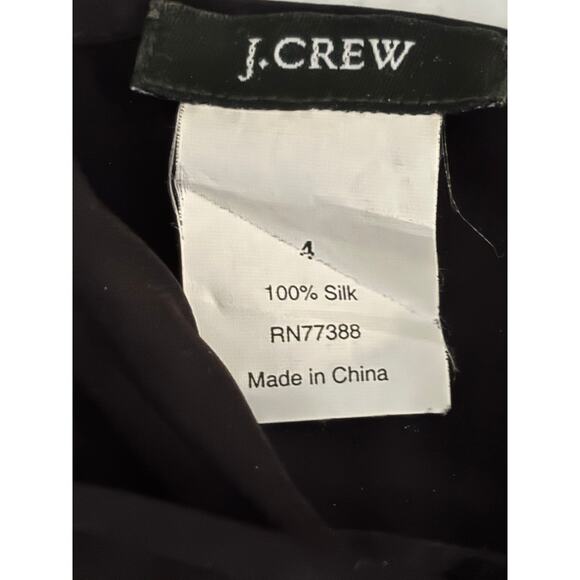 J.CREW
4
100% Silk
RN77388
Made in China